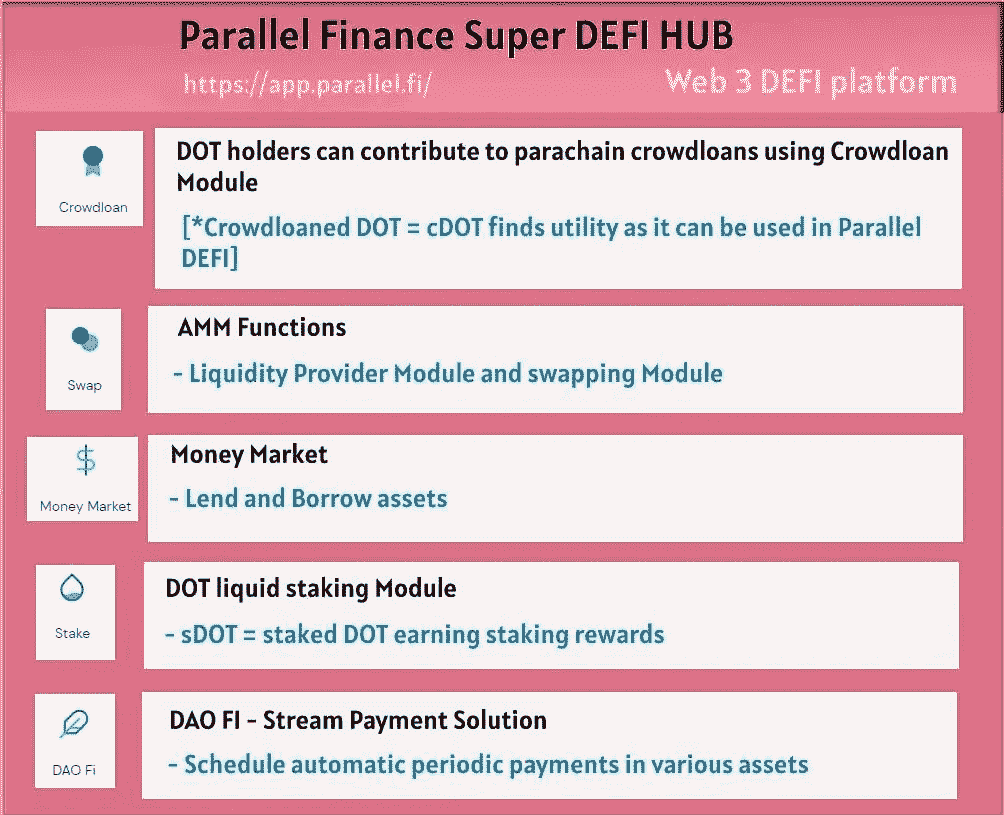 Parallel Finance Super DEFI HUB
https://app.parallel.fi/
Web 3 DEFI platform
Crowdloan
DOT holders can contribute to parachain crowdloans using Crowdloan
Module
[*Crowdloaned DOT = cDOT finds utility as it can be used in Parallel
DEFI]
Swap
AMM Functions
- Liquidity Provider Module and swapping Module
Money Market
Money Market
- Lend and Borrow assets
Stake
DOT liquid staking Module
- sDOT = staked DOT earning staking rewards
DAO Fi
DAO FI - Stream Payment Solution
- Schedule automatic periodic payments in various assets